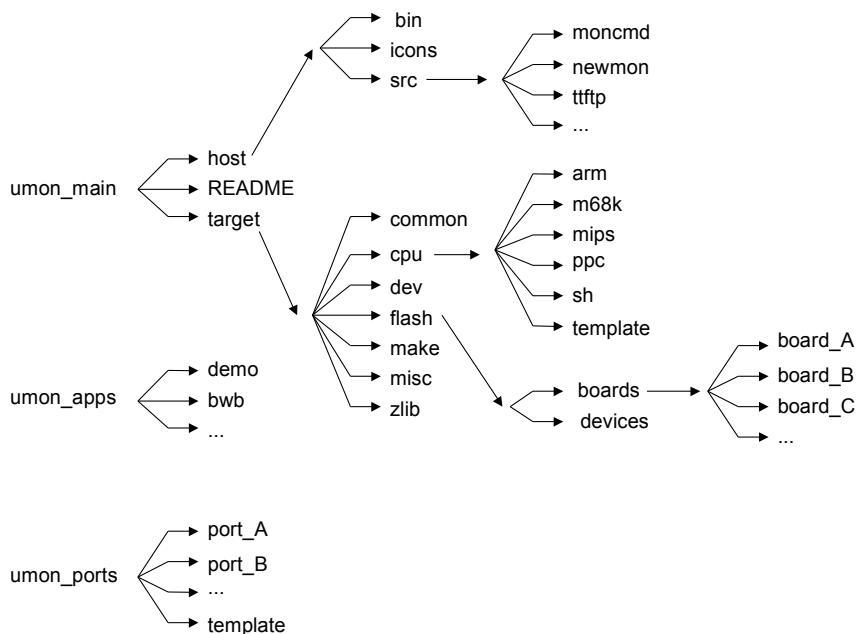 umon_main
host
README
target
bin
icons
src
moncmd
newmon
ttftp
...
common
cpu
dev
flash
make
misc
zlib
arm
m68k
mips
ppc
sh
template
boards
devices
board_A
board_B
board_C
...
umon_apps
demo
bwb
...
umon_ports
port_A
port_B
...
template